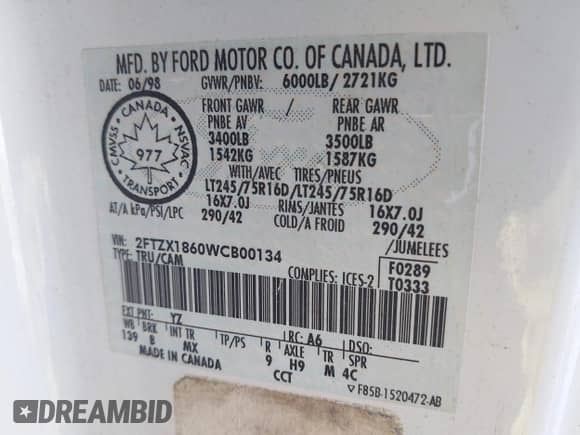 MFD. BY FORD MOTOR CO. OF CANADA, LTD.
DATE: 06/98 GVWR/PNBV: 6000LB/ 2721KG
FRONT GAWR / REAR GAWR
PNBE AV PNBE AR
3400LB 3500LB
1542KG 1587KG
WITH/AVEC TIRES/PNEUS
LT245/75R16D/LT245/75R16D
16X7.0J RIMS/JANTES 16X7.0J
AT/A kPa/PSI/LPC 290/42 COLD/A FROID 290/42
/JUMELEES
CMVSS CANADA NSVAC
977
TRANSPORT
VIN: 2FTZX1860WCB00134
TYPE: TRU/CAM COMPLIES: ICES-2
F0289
T0333
EXT PNT: YZ RC: A6 DSO:
WB BRK INT TR TP/PS R AXLE TR SPR
139 B MX 9 H9 M 4C
MADE IN CANADA CCT
▽ F85B-1520472-AB
DREAMBID